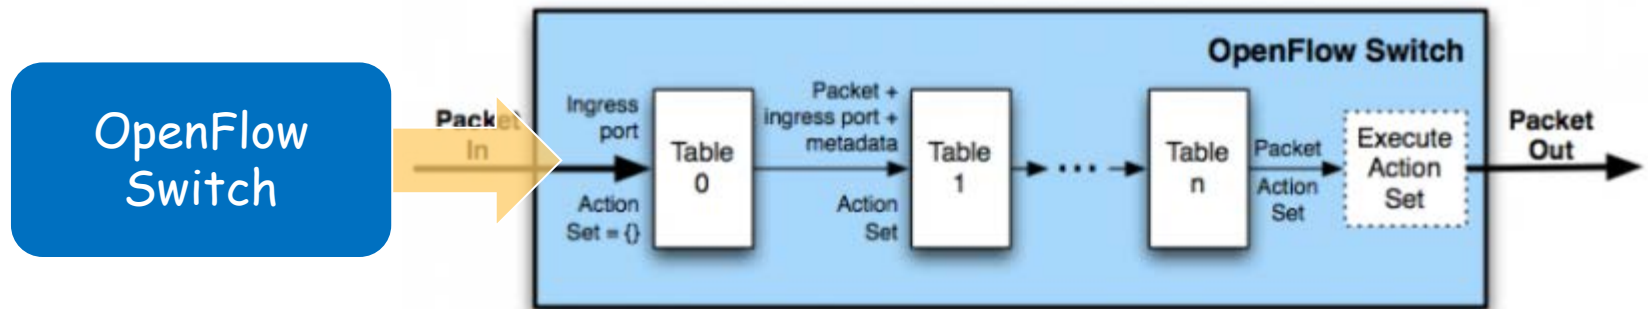 OpenFlow
Switch
Packet
In
OpenFlow Switch
Ingress
port
Action
Set = {}
Table
0
Packet +
ingress port +
metadata
Action
Set
Table
1
...
Table
n
Packet
Action
Set
Execute
Action
Set
Packet
Out